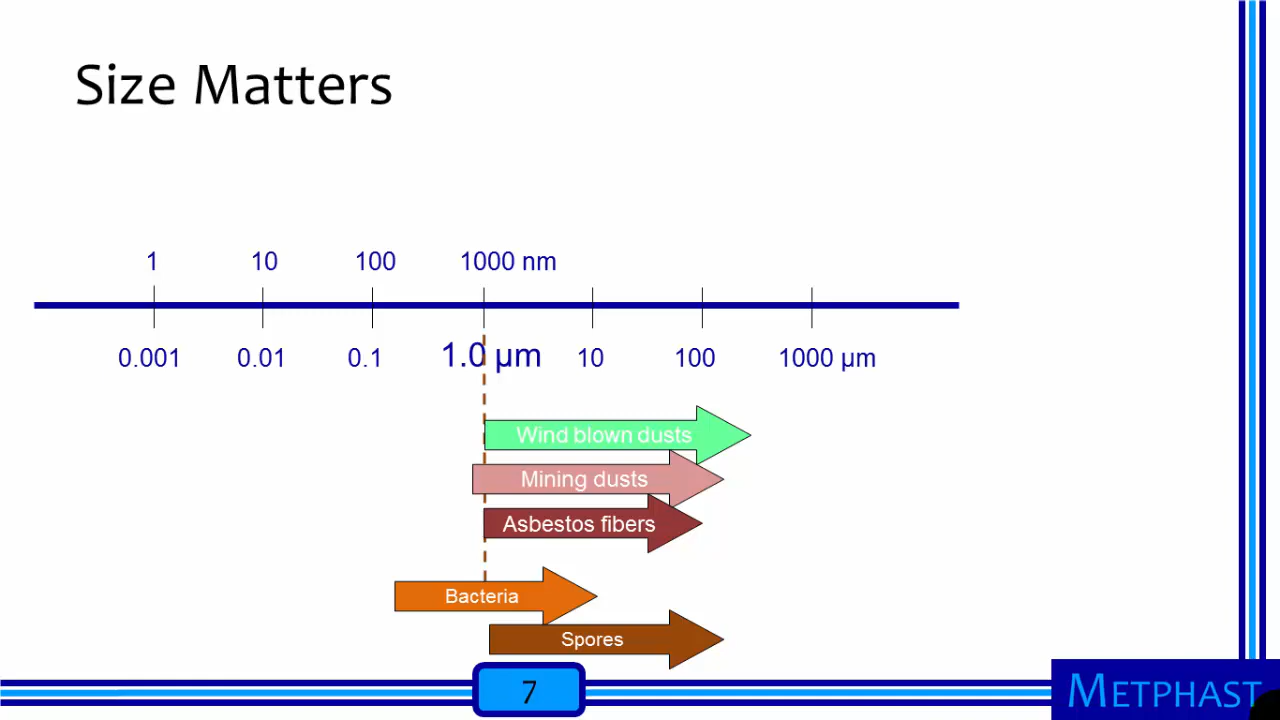 Size Matters
1 10 100 1000 nm
0.001 0.01 0.1 1.0 µm 10 100 1000 µm
Wind blown dusts
Mining dusts
Asbestos fibers
Bacteria
Spores
7
METPHAST